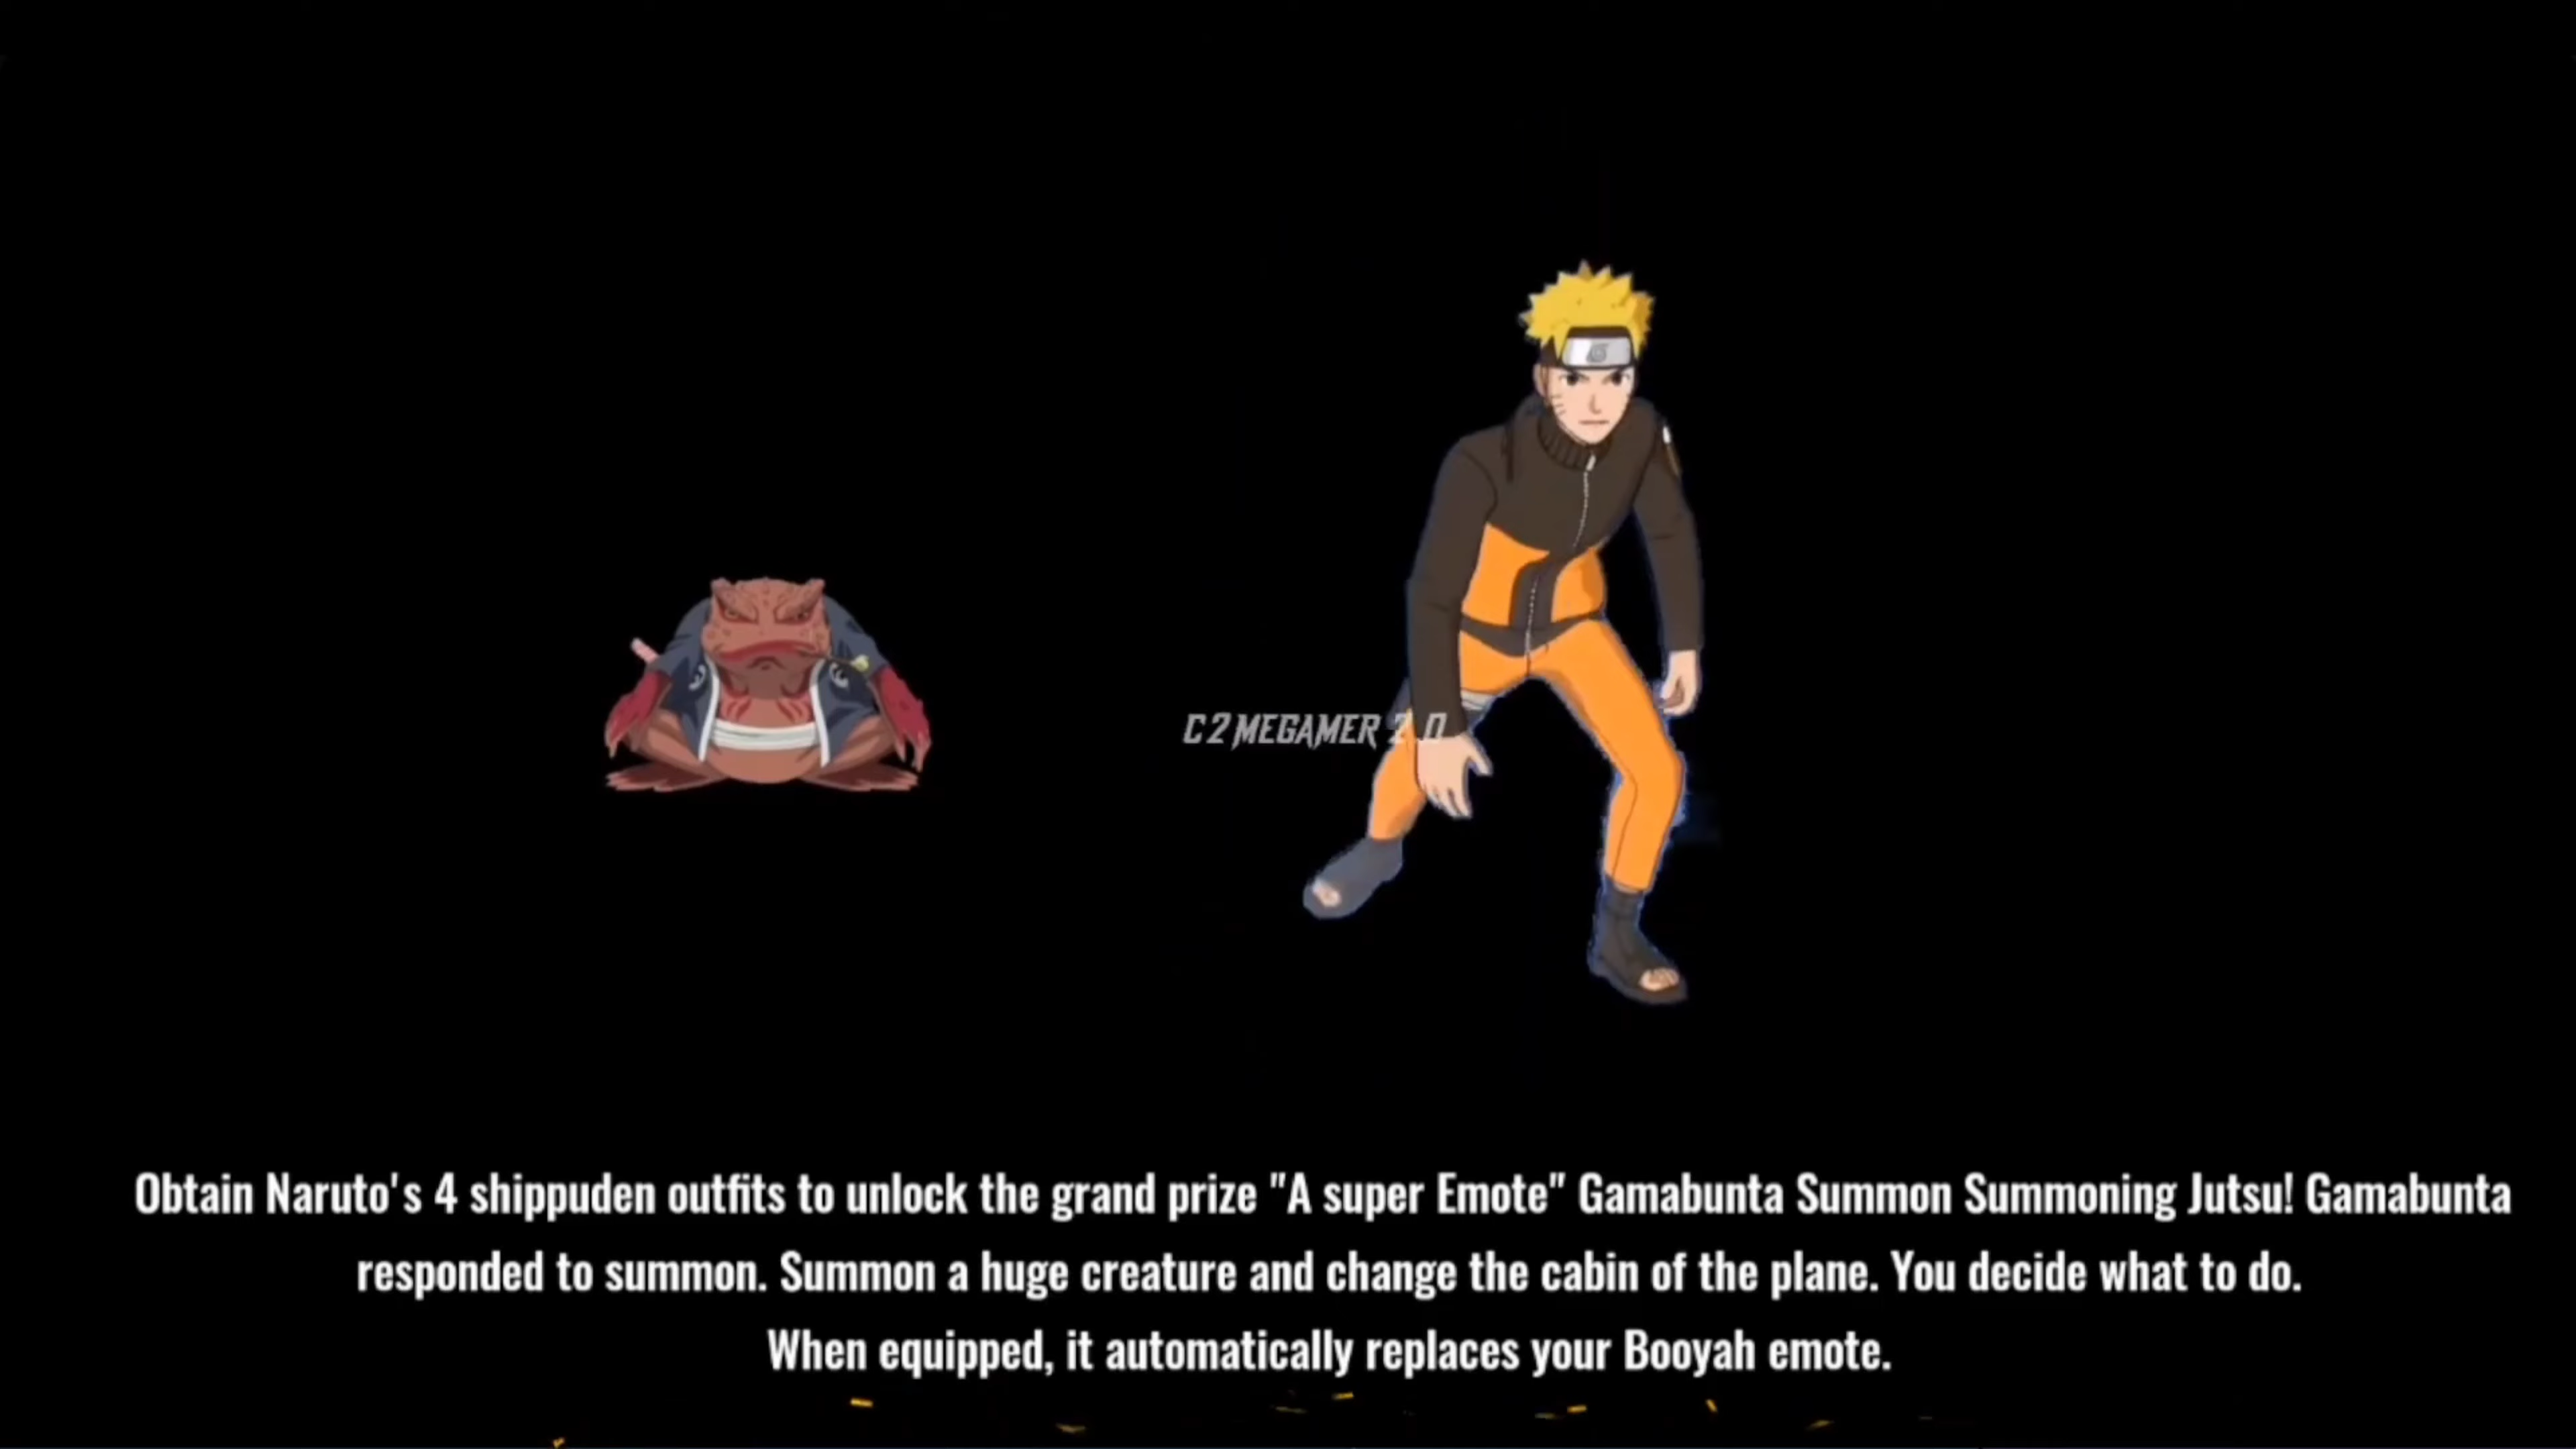 C2MEGAMER 2.0
Obtain Naruto's 4 shippuden outfits to unlock the grand prize "A super Emote" Gamabunta Summon Summoning Jutsu! Gamabunta
responded to summon. Summon a huge creature and change the cabin of the plane. You decide what to do.
When equipped, it automatically replaces your Booyah emote.